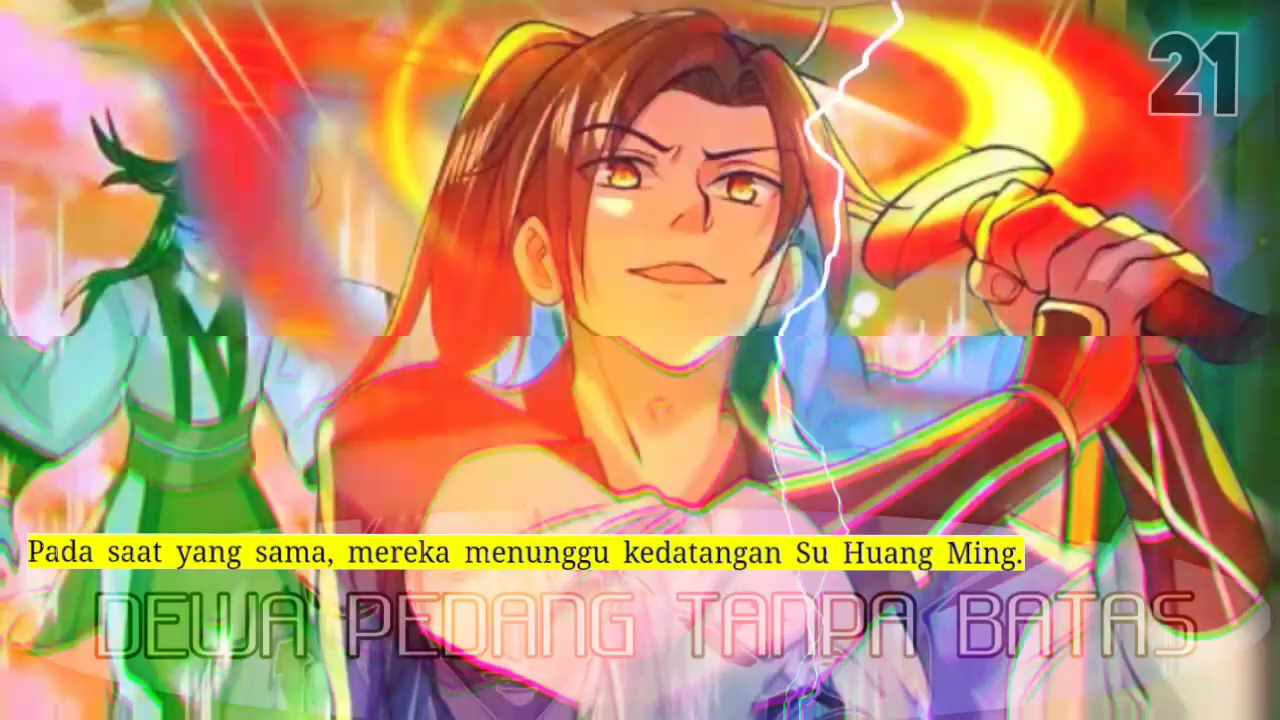 21
Pada saat yang sama, mereka menunggu kedatangan Su Huang Ming.
DEWA PEDANG TANPA BATAS